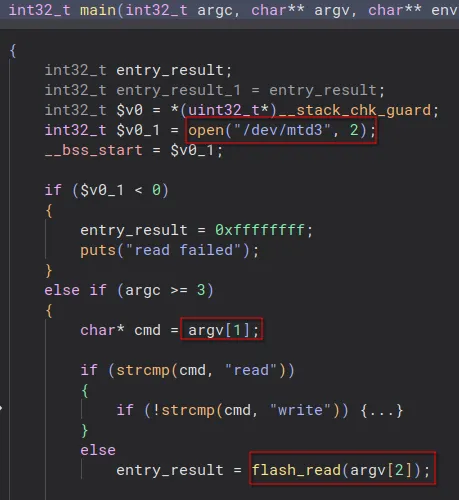 int32_t main(int32_t argc, char** argv, char** env
{
int32_t entry_result;
int32_t entry_result_1 = entry_result;
int32_t $v0 = *(uint32_t*)__stack_chk_guard;
int32_t $v0_1 = open("/dev/mtd3", 2);
__bss_start = $v0_1;
if ($v0_1 < 0)
{
entry_result = 0xffffffff;
puts("read failed");
}
else if (argc >= 3)
{
char* cmd = argv[1];
if (strcmp(cmd, "read"))
{
if (!strcmp(cmd, "write")) {...}
}
else
entry_result = flash_read(argv[2]);